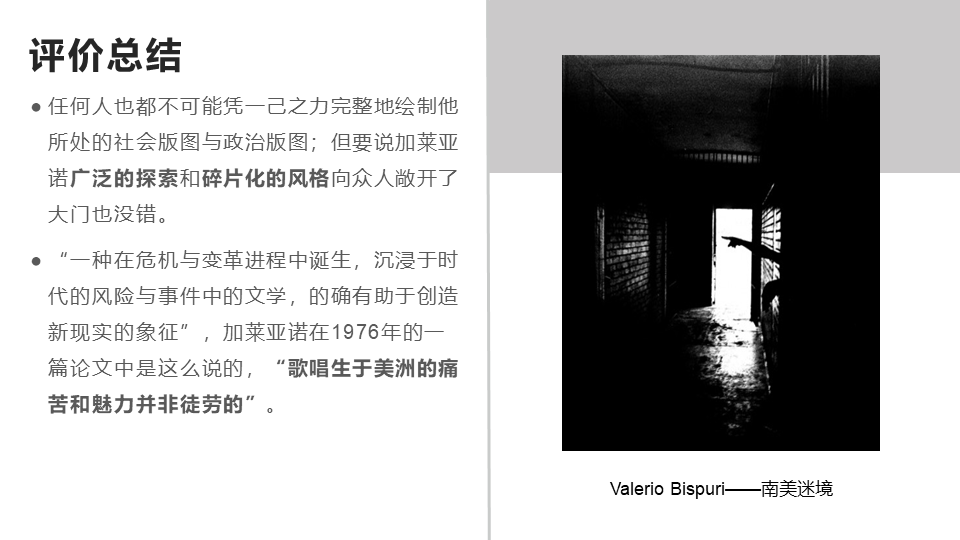 评价总结
● 任何人也都不可能凭一己之力完整地绘制他
所处的社会版图与政治版图；但要说加莱亚
诺广泛的探索和碎片化的风格向众人敞开了
大门也没错。
● “一种在危机与变革进程中诞生，沉浸于时
代的风险与事件中的文学，的确有助于创造
新现实的象征”，加莱亚诺在1976年的一
篇论文中是这么说的，“歌唱生于美洲的痛
苦和魅力并非徒劳的”。
Valerio Bispuri——南美迷境